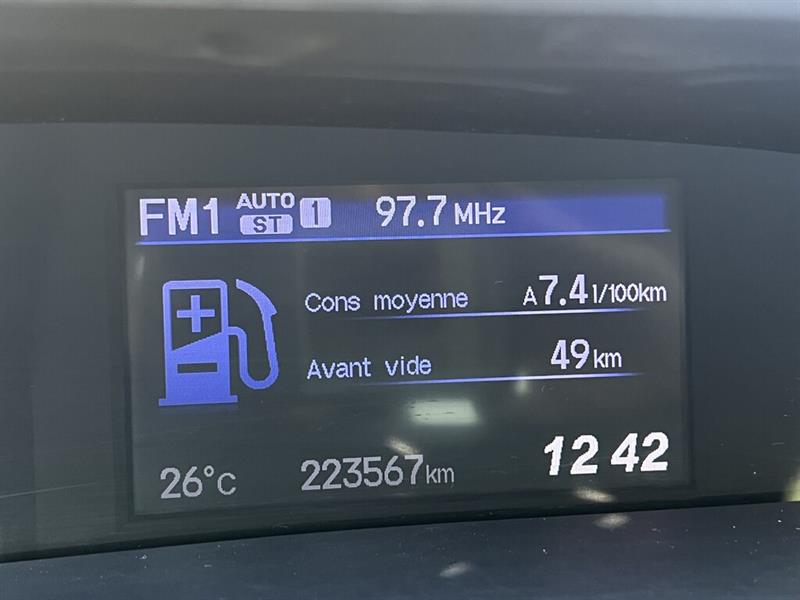 FM1 AUTO ST 1 97.7 MHz
Cons moyenne A 7.4 l/100km
Avant vide 49 km
26°C 223567 km 12 42